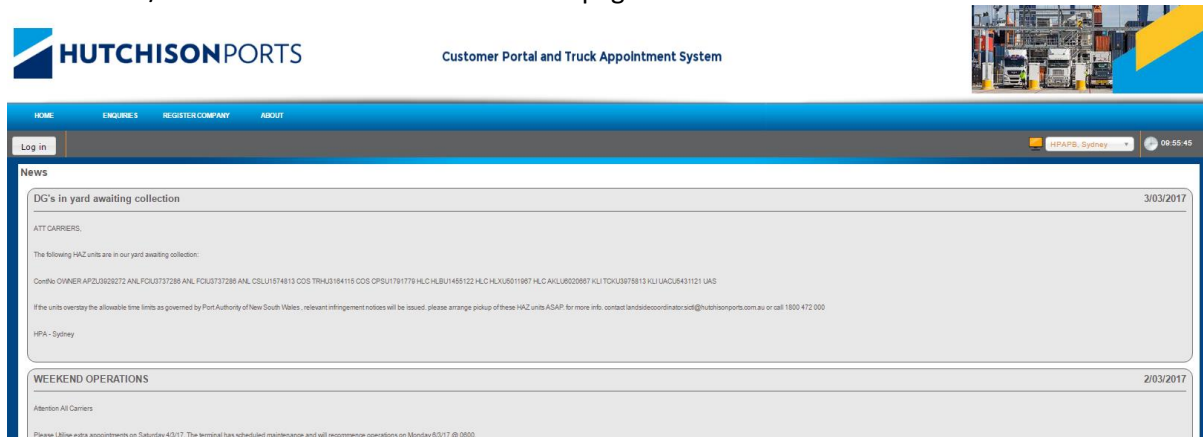 HUTCHISONPORTS
Customer Portal and Truck Appointment System
HOME ENQUIRIES REGISTER COMPANY ABOUT
Log in
HPAPB, Sydney
09:55:45
News
DG's in yard awaiting collection 3/03/2017
ATT CARRIERS,
The following HAZ units are in our yard awaiting collection:
ContNo OWNER APZU3929272 ANL FCIU3737286 ANL FCIU3737286 ANL CSLU1574813 COS TRHU3164115 COS CPSU1791779 HLC HLBU1455122 HLC HLXU5011967 HLC AKLU6020667 KLI TCKU3975813 KLI UACU5431121 UAS
If the units overstay the allowable time limits as governed by Port Authority of New South Wales , relevant infringement notices will be issued. please arrange pickup of these HAZ units ASAP. for more info. contact landsidecoordinator.sictl@hutchisonports.com.au or call 1800 472 000
HPA - Sydney
WEEKEND OPERATIONS 2/03/2017
Attention All Carriers
Please Utilise extra appointments on Saturday 4/3/17. The terminal has scheduled maintenance and will recommence operations on Monday 6/3/17 @ 0600